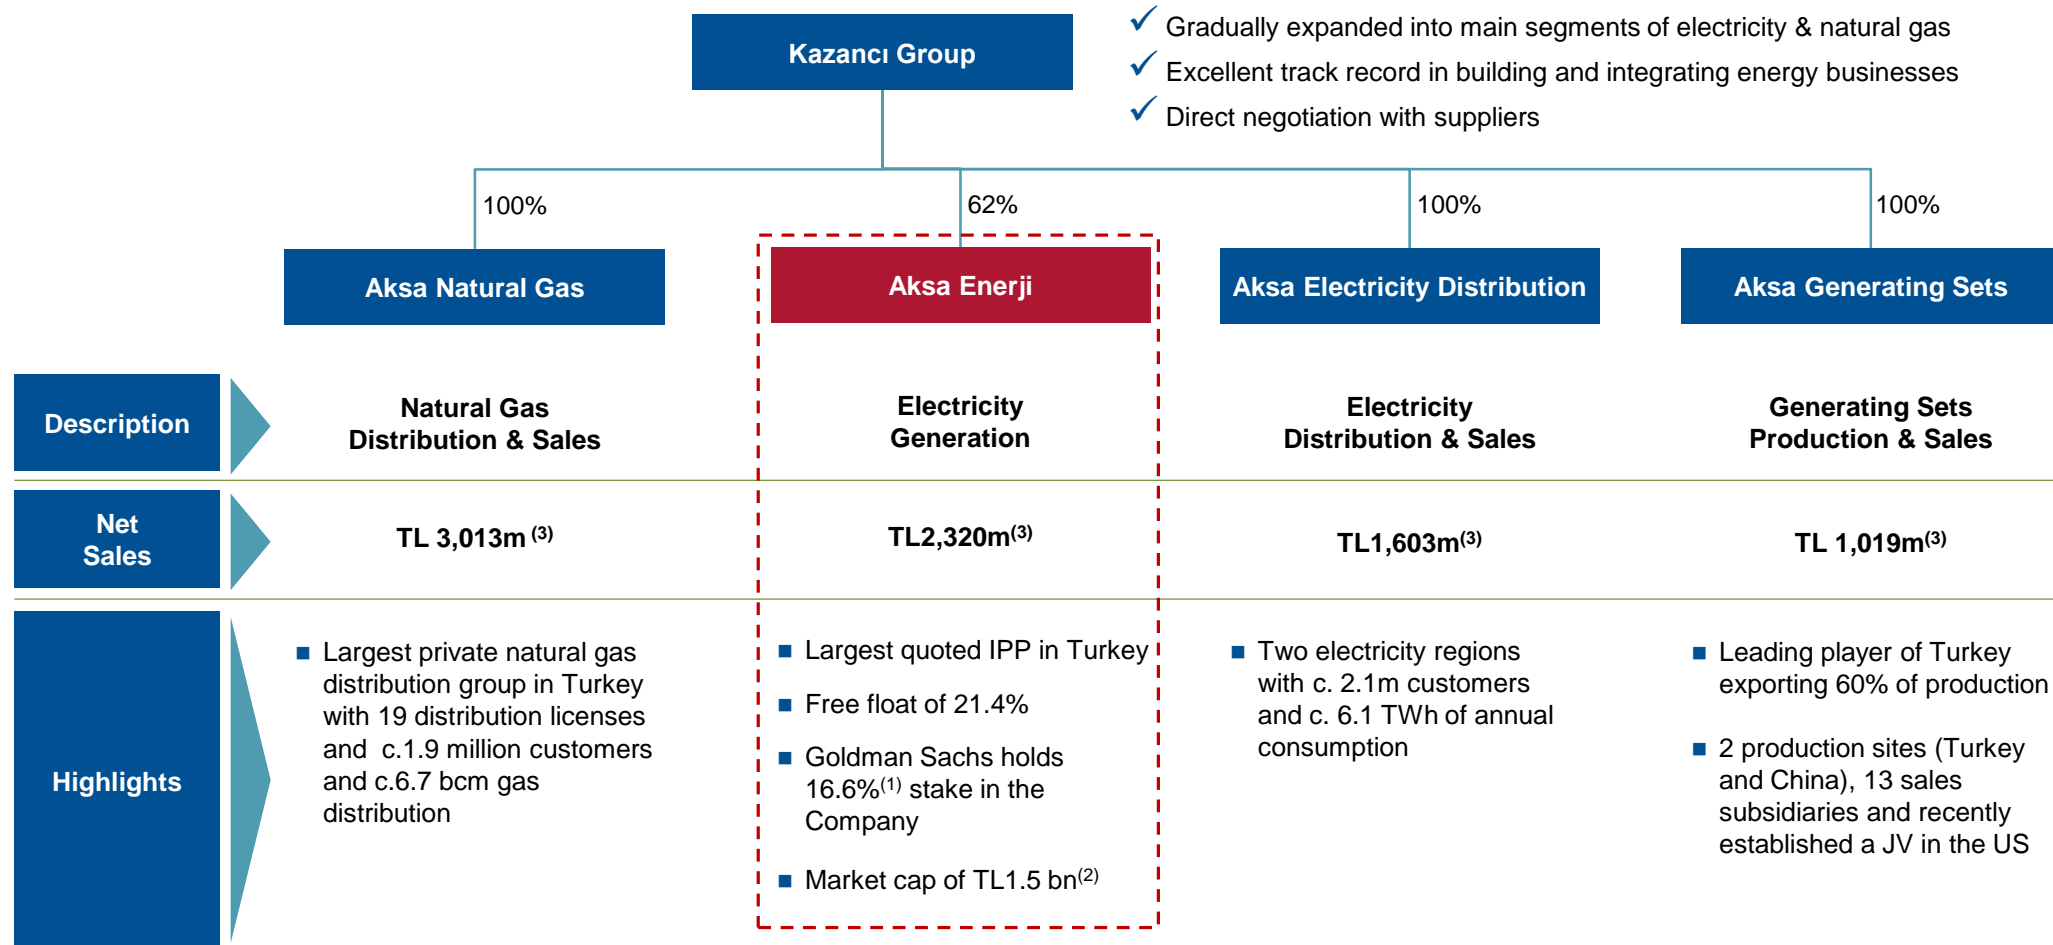 Kazancı Group
✓ Gradually expanded into main segments of electricity & natural gas
✓ Excellent track record in building and integrating energy businesses
✓ Direct negotiation with suppliers
100%
62%
100%
100%
Aksa Natural Gas
Aksa Enerji
Aksa Electricity Distribution
Aksa Generating Sets
Description
Natural Gas
Distribution & Sales
Electricity
Generation
Electricity
Distribution & Sales
Generating Sets
Production & Sales
Net
Sales
TL 3,013m (3)
TL2,320m(3)
TL1,603m(3)
TL 1,019m(3)
Highlights
■ Largest private natural gas
distribution group in Turkey
with 19 distribution licenses
and c.1.9 million customers
and c.6.7 bcm gas
distribution
■ Largest quoted IPP in Turkey
■ Free float of 21.4%
■ Goldman Sachs holds
16.6%(1) stake in the
Company
■ Market cap of TL1.5 bn(2)
■ Two electricity regions
with c. 2.1m customers
and c. 6.1 TWh of annual
consumption
■ Leading player of Turkey
exporting 60% of production
■ 2 production sites (Turkey
and China), 13 sales
subsidiaries and recently
established a JV in the US